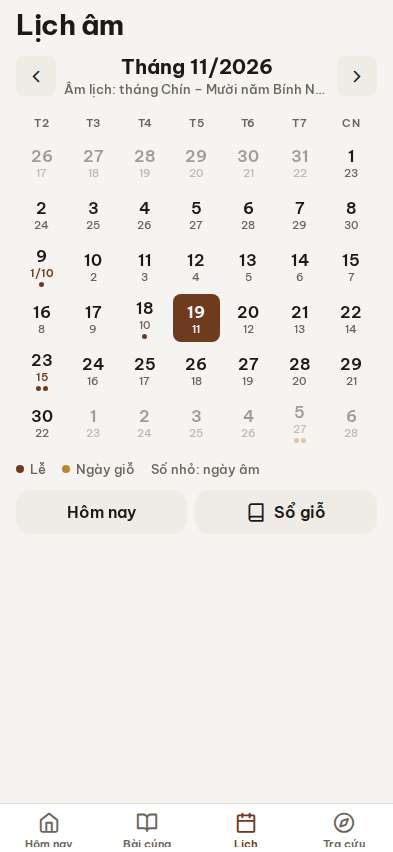 Lịch âm
Tháng 11/2026
Âm lịch: tháng Chín – Mười năm Bính N...
T2 T3 T4 T5 T6 T7 CN
26 27 28 29 30 31 1
17 18 19 20 21 22 23
2 3 4 5 6 7 8
24 25 26 27 28 29 30
9 10 11 12 13 14 15
1/10 2 3 4 5 6 7
16 17 18 19 20 21 22
8 9 10 11 12 13 14
23 24 25 26 27 28 29
15 16 17 18 19 20 21
30 1 2 3 4 5 6
22 23 24 25 26 27 28
Lễ Ngày giỗ Số nhỏ: ngày âm
Hôm nay Sổ giỗ
Hôm nay Bài cúng Lịch Tra cứu